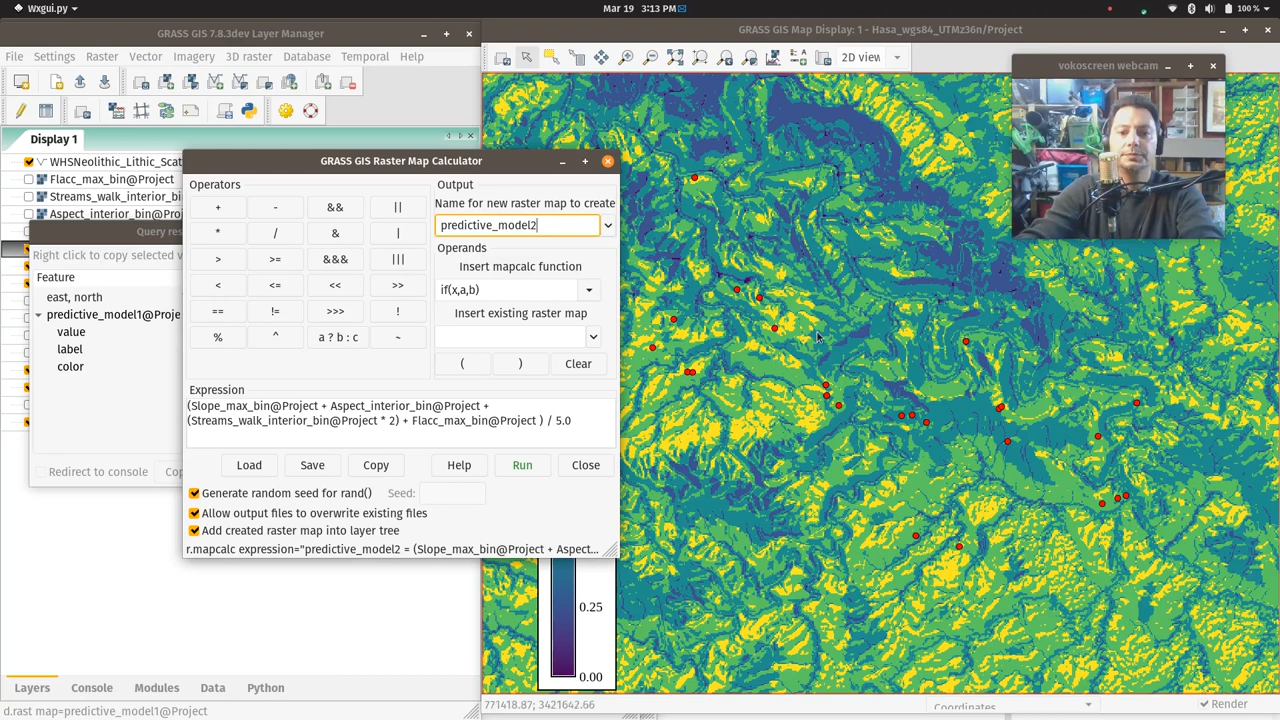 Wxgui.py
Mar 19 3:13 PM
100 %
GRASS GIS 7.8.3dev Layer Manager
GRASS GIS Map Display: 1 - Hasa_wgs84_UTMz36n/Project
File Settings Raster Vector Imagery 3D raster Database Temporal Help
2D view
vokoscreen webcam
Display 1
WHSNeolithic_Lithic_Scat
Flacc_max_bin@Project
Streams_walk_interior_bi
Aspect_interior_bin@Proj
Query res
Right click to copy selected v
Feature
east, north
predictive_model1@Proje
value
label
color
Redirect to console
Cop
GRASS GIS Raster Map Calculator
Operators
+ - && ||
* / & |
> >= &&& |||
< <= << >>
== != >>> !
% ^ a ? b : c ~
Output
Name for new raster map to create
predictive_model2
Operands
Insert mapcalc function
if(x,a,b)
Insert existing raster map
( ) Clear
Expression
(Slope_max_bin@Project + Aspect_interior_bin@Project +
(Streams_walk_interior_bin@Project * 2) + Flacc_max_bin@Project ) / 5.0
Load Save Copy Help Run Close
Generate random seed for rand() Seed:
Allow output files to overwrite existing files
Add created raster map into layer tree
r.mapcalc expression="predictive_model2 = (Slope_max_bin@Project + Aspect...
0.25
0.00
Layers Console Modules Data Python
d.rast map=predictive_model1@Project
771418.87; 3421642.66
Coordinates
Render